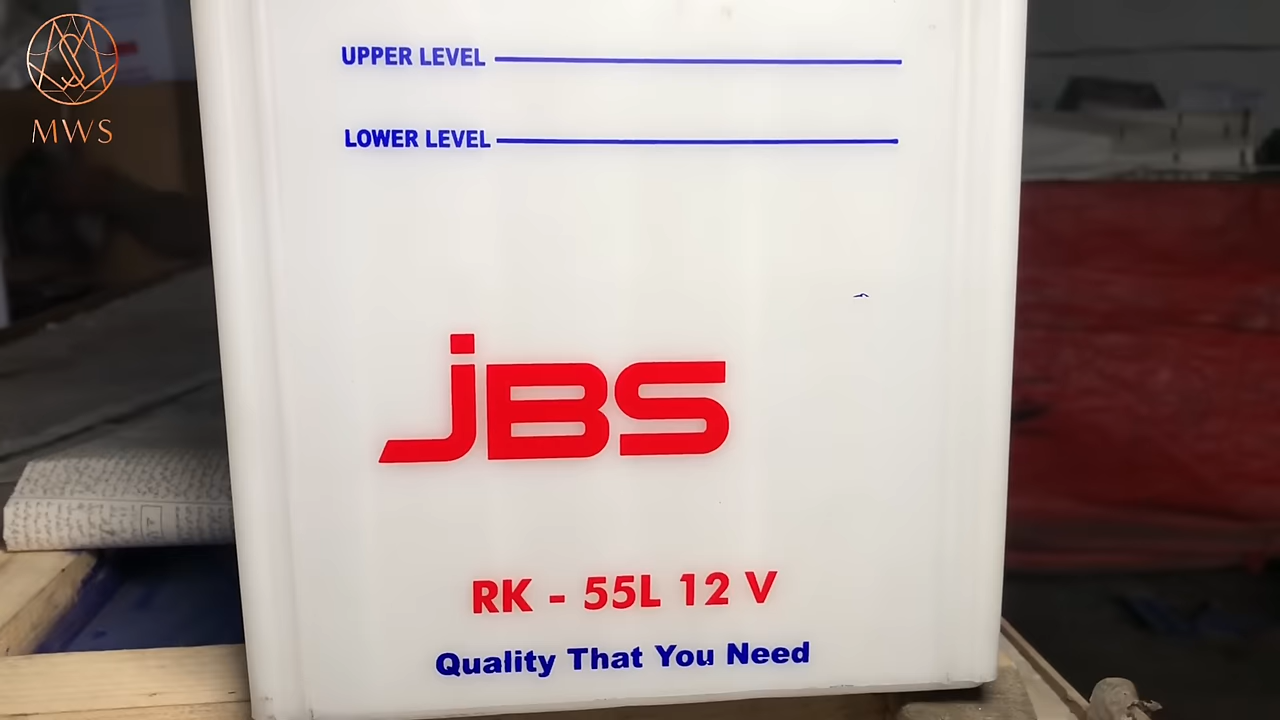 MWS
UPPER LEVEL
LOWER LEVEL
jBS
RK - 55L 12 V
Quality That You Need